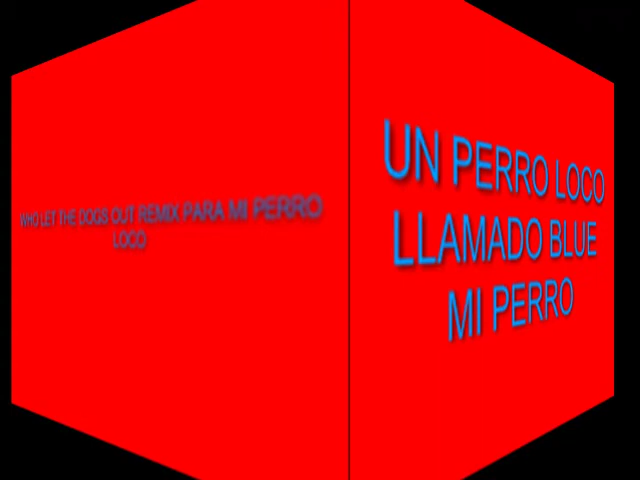 WHO LET THE DOGS OUT REMIX PARA MI PERRO
LOCO
UN PERRO LOCO
LLAMADO BLUE
MI PERRO